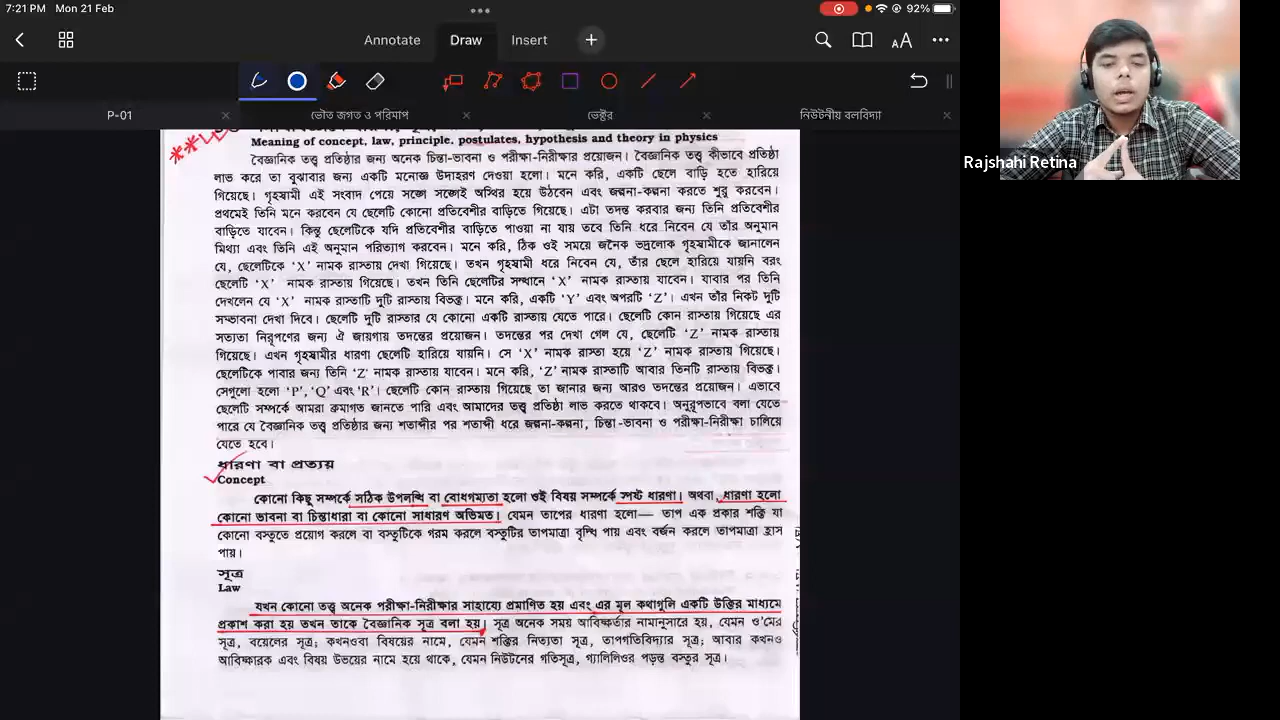 7:21 PM Mon 21 Feb
92%
Annotate
Draw
Insert
AA
P-01
ভৌত জগত ও পরিমাপ
ভেক্টর
নিউটনীয় বলবিদ্যা
Rajshahi Retina
Meaning of concept, law, principle, postulates, hypothesis and theory in physics
বৈজ্ঞানিক তত্ত্ব প্রতিষ্ঠার জন্য অনেক চিন্তা-ভাবনা ও পরীক্ষা-নিরীক্ষার প্রয়োজন। বৈজ্ঞানিক তত্ত্ব কীভাবে প্রতিষ্ঠা
লাভ করে তা বুঝাবার জন্য একটি মনোজ্ঞ উদাহরণ দেওয়া হলো। মনে করি, একটি ছেলে বাড়ি হতে হারিয়ে
গিয়েছে। গৃহস্বামী এই সংবাদ পেয়ে সঙ্গে সঙ্গেই অস্থির হয়ে উঠবেন এবং জল্পনা-কল্পনা করতে শুরু করবেন।
প্রথমেই তিনি মনে করবেন যে ছেলেটি কোনো প্রতিবেশীর বাড়িতে গিয়েছে। এটা তদন্ত করবার জন্য তিনি প্রতিবেশীর
বাড়িতে যাবেন। কিন্তু ছেলেটিকে যদি প্রতিবেশীর বাড়িতে পাওয়া না যায় তবে তিনি ধরে নিবেন যে তাঁর অনুমান
মিথ্যা এবং তিনি এই অনুমান পরিত্যাগ করবেন। মনে করি, ঠিক ওই সময়ে জনৈক ভদ্রলোক গৃহস্বামীকে জানালেন
যে, ছেলেটিকে ‘X’ নামক রাস্তায় দেখা গিয়েছে। তখন গৃহস্বামী ধরে নিবেন যে, তাঁর ছেলে হারিয়ে যায়নি বরং
ছেলেটি ‘X’ নামক রাস্তায় গিয়েছে। তখন তিনি ছেলেটির সন্ধানে ‘X’ নামক রাস্তায় যাবেন। যাবার পর তিনি
দেখলেন যে ‘X’ নামক রাস্তাটি দুটি রাস্তায় বিভক্ত। মনে করি, একটি ‘Y’ এবং অপরটি ‘Z’। এখন তাঁর নিকট দুটি
সম্ভাবনা দেখা দিবে। ছেলেটি দুটি রাস্তার যে কোনো একটি রাস্তায় যেতে পারে। ছেলেটি কোন রাস্তায় গিয়েছে এর
সত্যতা নিরূপণের জন্য ঐ জায়গায় তদন্তের প্রয়োজন। তদন্তের পর দেখা গেল যে, ছেলেটি ‘Z’ নামক রাস্তায়
গিয়েছে। এখন গৃহস্বামীর ধারণা ছেলেটি হারিয়ে যায়নি। সে ‘X’ নামক রাস্তা হয়ে ‘Z’ নামক রাস্তায় গিয়েছে।
ছেলেটিকে পাবার জন্য তিনি ‘Z’ নামক রাস্তায় যাবেন। মনে করি, ‘Z’ নামক রাস্তাটি আবার তিনটি রাস্তায় বিভক্ত।
সেগুলো হলো ‘P’, ‘Q’ এবং ‘R’। ছেলেটি কোন রাস্তায় গিয়েছে তা জানার জন্য আরও তদন্তের প্রয়োজন। এভাবে
ছেলেটি সম্পর্কে আমরা ক্রমাগত জানতে পারি এবং আমাদের তত্ত্ব প্রতিষ্ঠা লাভ করতে থাকবে। অনুরূপভাবে বলা যেতে
পারে যে বৈজ্ঞানিক তত্ত্ব প্রতিষ্ঠার জন্য শতাব্দীর পর শতাব্দী ধরে জল্পনা-কল্পনা, চিন্তা-ভাবনা ও পরীক্ষা-নিরীক্ষা চালিয়ে
যেতে হবে।
ধারণা বা প্রত্যয়
Concept
কোনো কিছু সম্পর্কে সঠিক উপলব্ধি বা বোধগম্যতা হলো ওই বিষয় সম্পর্কে স্পষ্ট ধারণা। অথবা, ধারণা হলো
কোনো ভাবনা বা চিন্তাধারা বা কোনো সাধারণ অভিমত। যেমন তাপের ধারণা হলো— তাপ এক প্রকার শক্তি যা
কোনো বস্তুতে প্রয়োগ করলে বা বস্তুটিকে গরম করলে বস্তুটির তাপমাত্রা বৃদ্ধি পায় এবং বর্জন করলে তাপমাত্রা হ্রাস
পায়।
সূত্র
Law
যখন কোনো তত্ত্ব অনেক পরীক্ষা-নিরীক্ষার সাহায্যে প্রমাণিত হয় এবং এর মূল কথাগুলি একটি উক্তির মাধ্যমে
প্রকাশ করা হয় তখন তাকে বৈজ্ঞানিক সূত্র বলা হয়। সূত্র অনেক সময় আবিষ্কর্তার নামানুসারে হয়, যেমন ও’মের
সূত্র, বয়েলের সূত্র; কখনওবা বিষয়ের নামে, যেমন শক্তির নিত্যতা সূত্র, তাপগতিবিদ্যার সূত্র; আবার কখনও
আবিষ্কারক এবং বিষয় উভয়ের নামে হয়ে থাকে, যেমন নিউটনের গতিসূত্র, গ্যালিলিওর পড়ন্ত বস্তুর সূত্র।